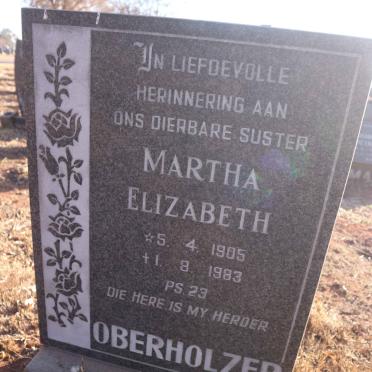 IN LIEFDEVOLLE
HERINNERING AAN
ONS DIERBARE SUSTER
MARTHA
ELIZABETH
☆ 5. 4. 1905
† 1. 8. 1983
PS. 23
DIE HERE IS MY HERDER
OBERHOLZER